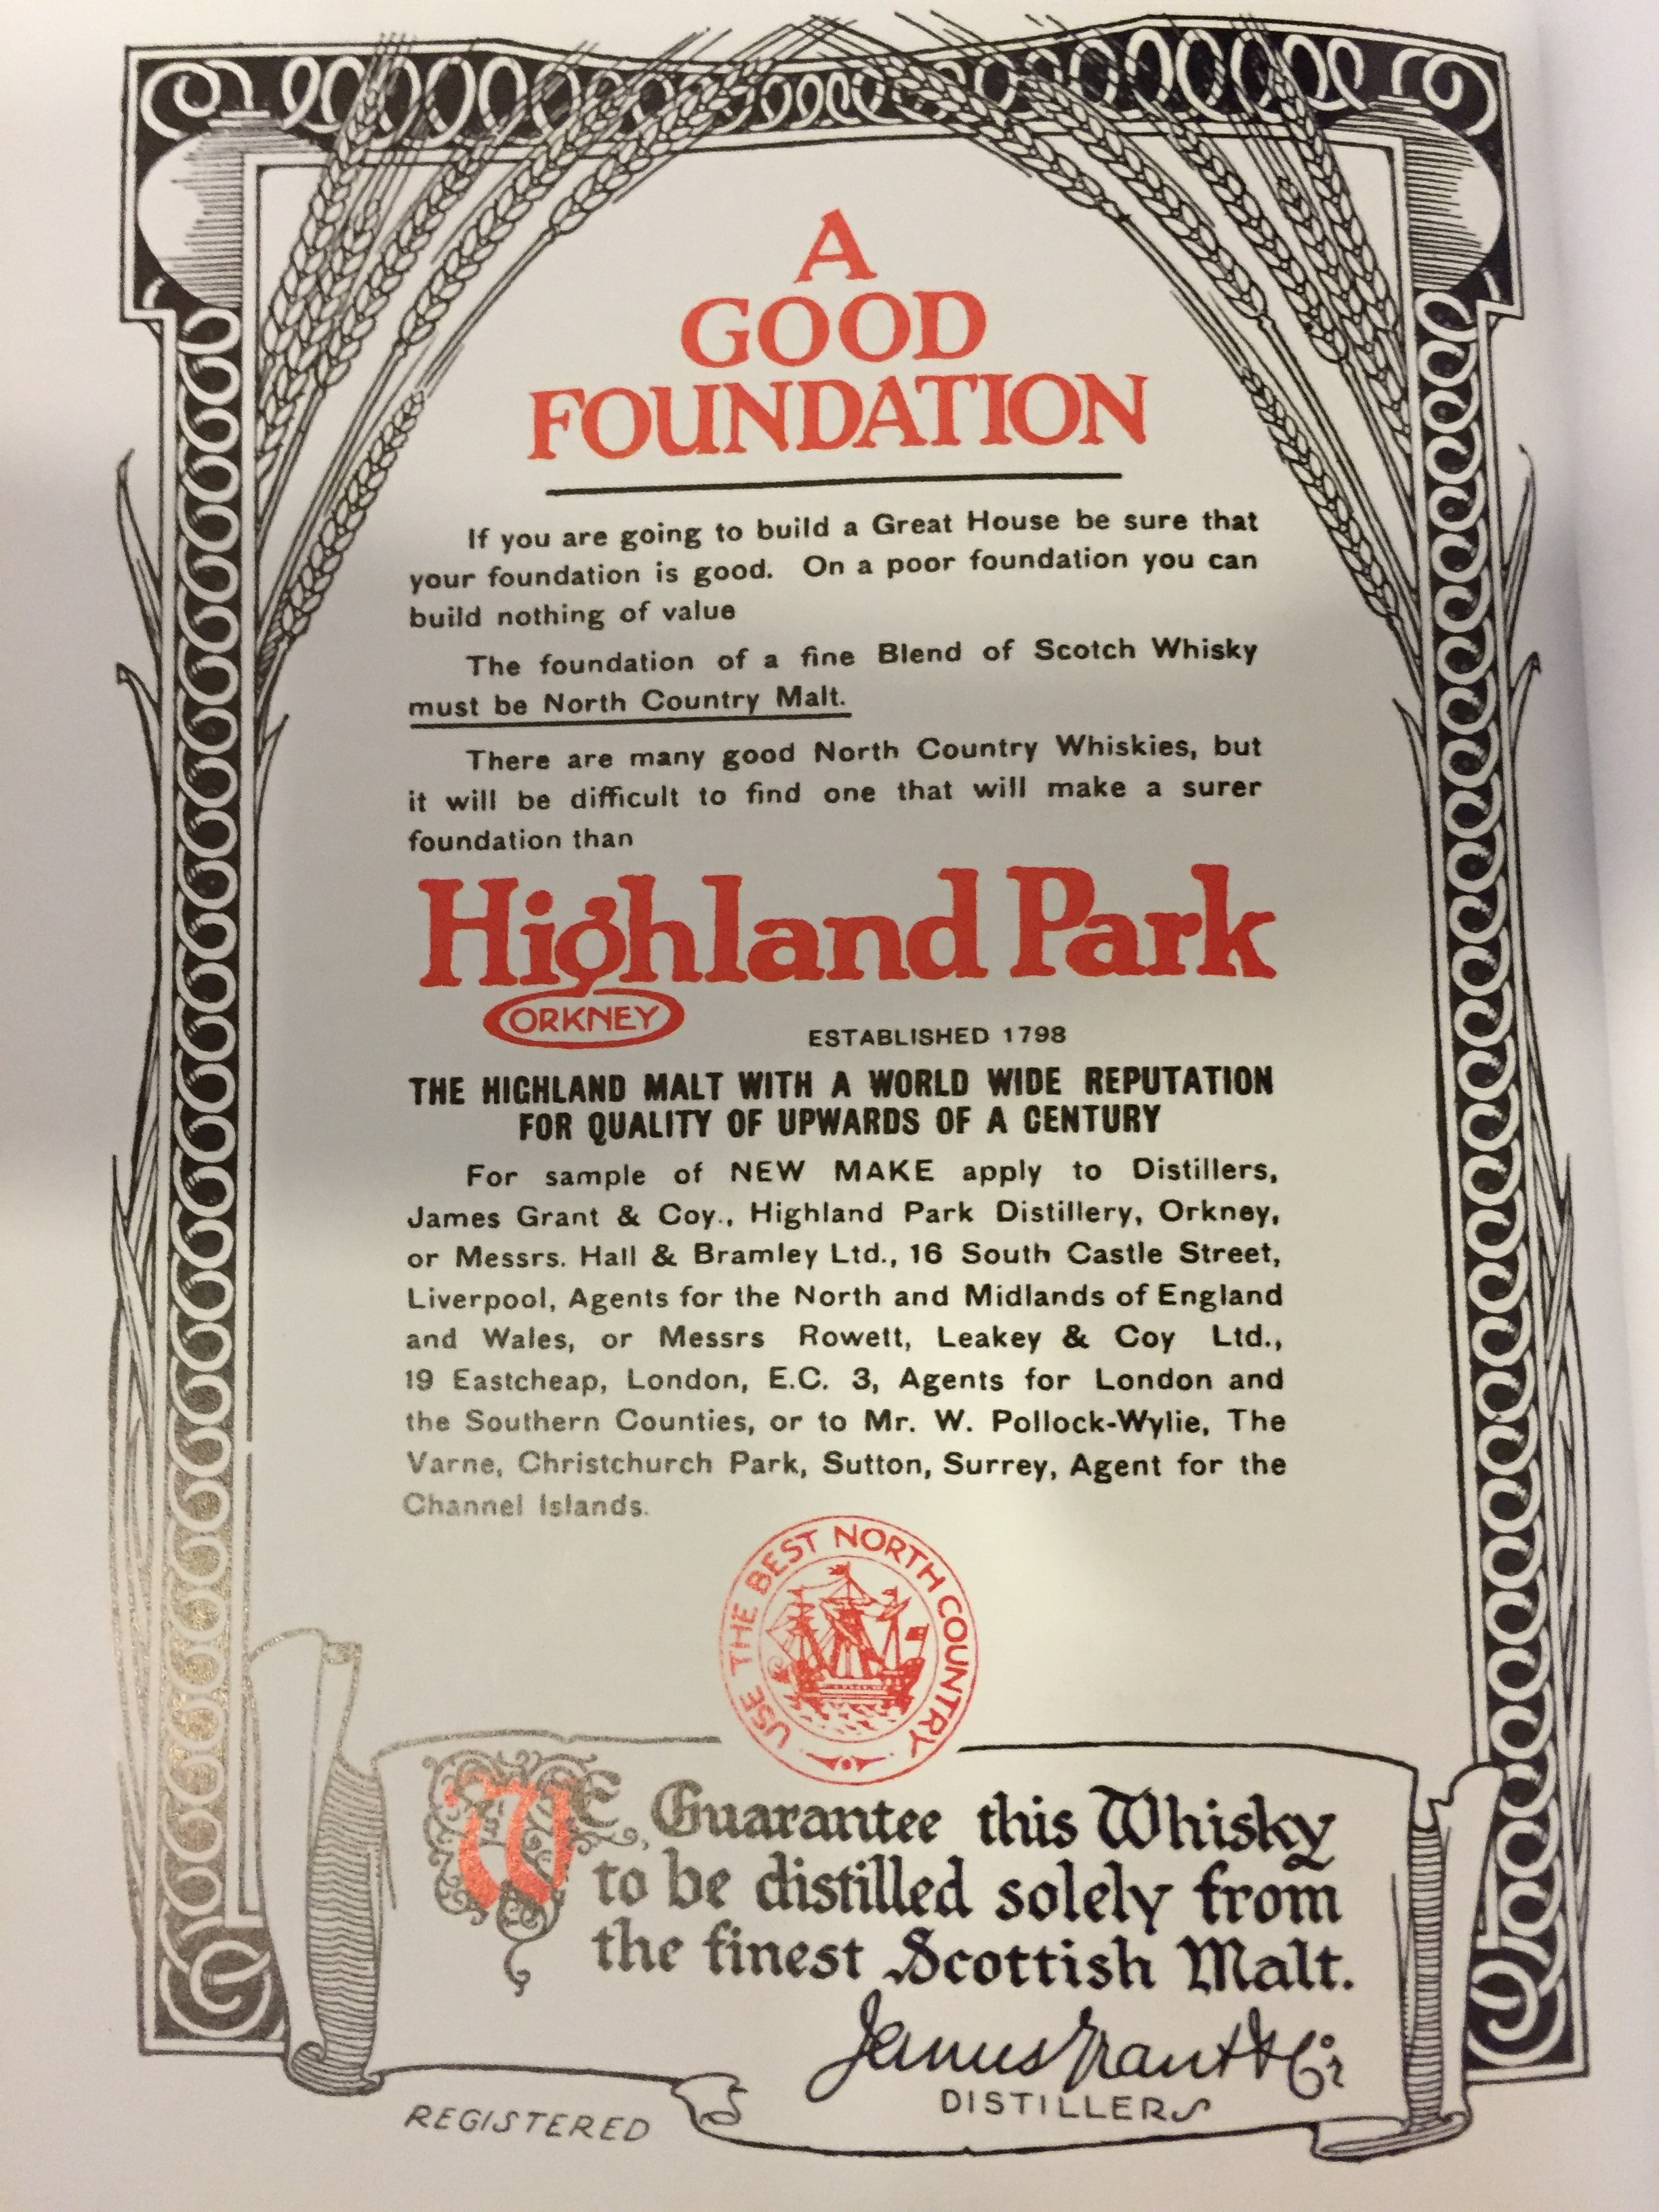 A
GOOD
FOUNDATION
If you are going to build a Great House be sure that
your foundation is good. On a poor foundation you can
build nothing of value
The foundation of a fine Blend of Scotch Whisky
must be North Country Malt.
There are many good North Country Whiskies, but
it will be difficult to find one that will make a surer
foundation than
Highland Park
ORKNEY
ESTABLISHED 1798
THE HIGHLAND MALT WITH A WORLD WIDE REPUTATION
FOR QUALITY OF UPWARDS OF A CENTURY
For sample of NEW MAKE apply to Distillers,
James Grant & Coy., Highland Park Distillery, Orkney,
or Messrs. Hall & Bramley Ltd., 16 South Castle Street,
Liverpool, Agents for the North and Midlands of England
and Wales, or Messrs Rowett, Leakey & Coy Ltd.,
19 Eastcheap, London, E.C. 3, Agents for London and
the Southern Counties, or to Mr. W. Pollock-Wylie, The
Varne, Christchurch Park, Sutton, Surrey, Agent for the
Channel Islands.
USE THE BEST NORTH COUNTRY
WE Guarantee this Whisky
to be distilled solely from
the finest Scottish Malt.
James Grant & Co.
DISTILLERS
REGISTERED